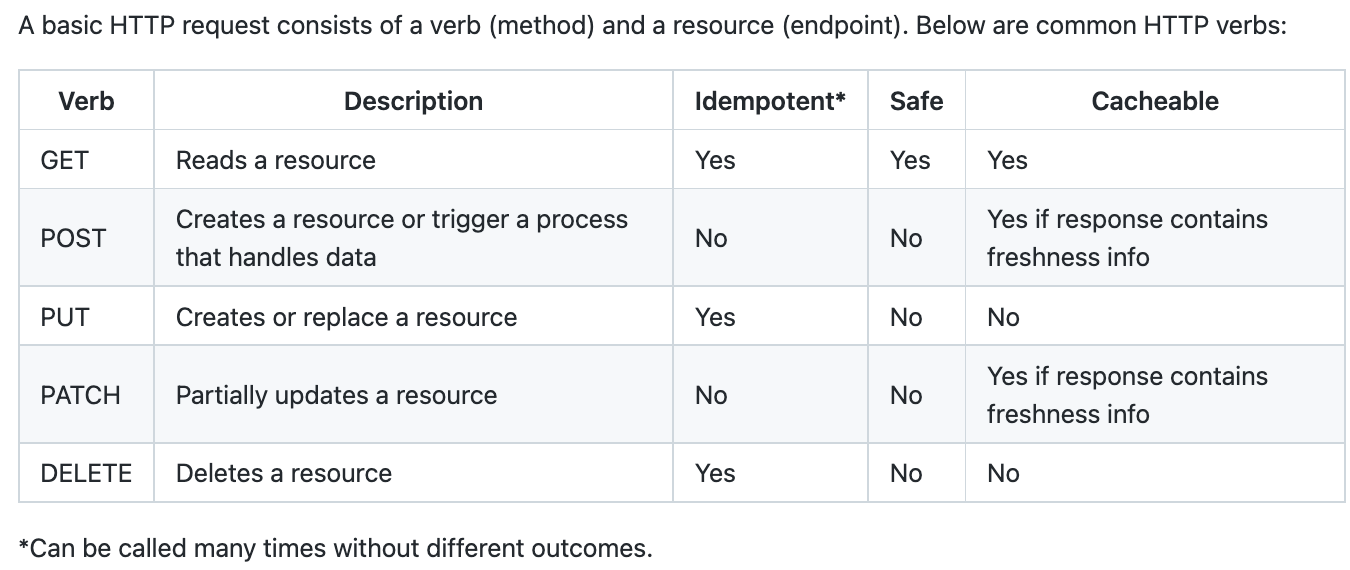 A basic HTTP request consists of a verb (method) and a resource (endpoint). Below are common HTTP verbs:
Verb Description Idempotent* Safe Cacheable
GET Reads a resource Yes Yes Yes
POST Creates a resource or trigger a process that handles data No No Yes if response contains freshness info
PUT Creates or replace a resource Yes No No
PATCH Partially updates a resource No No Yes if response contains freshness info
DELETE Deletes a resource Yes No No
*Can be called many times without different outcomes.